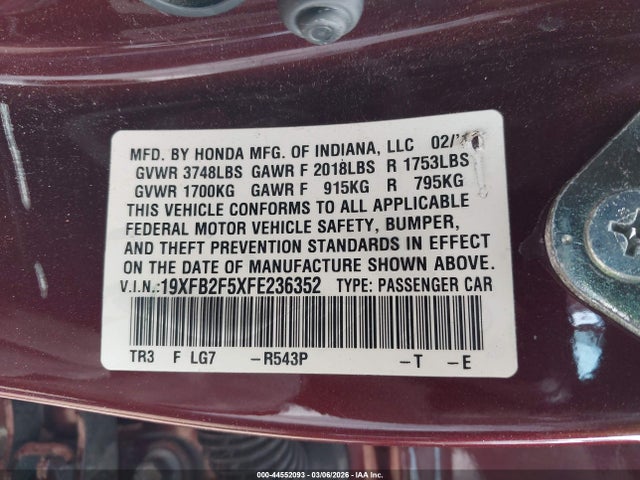 MFD. BY HONDA MFG. OF INDIANA, LLC 02/
GVWR 3748LBS GAWR F 2018LBS R 1753LBS
GVWR 1700KG GAWR F 915KG R 795KG
THIS VEHICLE CONFORMS TO ALL APPLICABLE
FEDERAL MOTOR VEHICLE SAFETY, BUMPER,
AND THEFT PREVENTION STANDARDS IN EFFECT
ON THE DATE OF MANUFACTURE SHOWN ABOVE.
V.I.N.:19XFB2F5XFE236352 TYPE: PASSENGER CAR
TR3 F LG7 -R543P -T -E
000-44552093 - 03/06/2026 - IAA Inc.